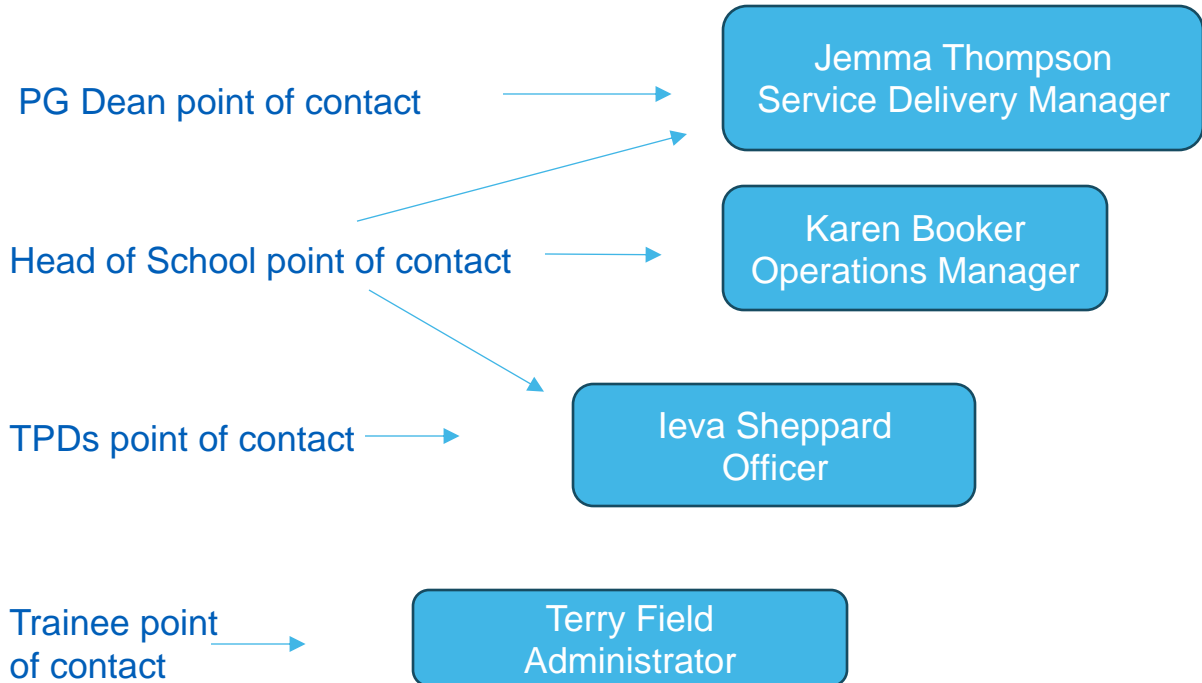 Jemma Thompson
Service Delivery Manager
PG Dean point of contact
Karen Booker
Operations Manager
Head of School point of contact
Ieva Sheppard
Officer
TPDs point of contact
Trainee point
of contact
Terry Field
Administrator